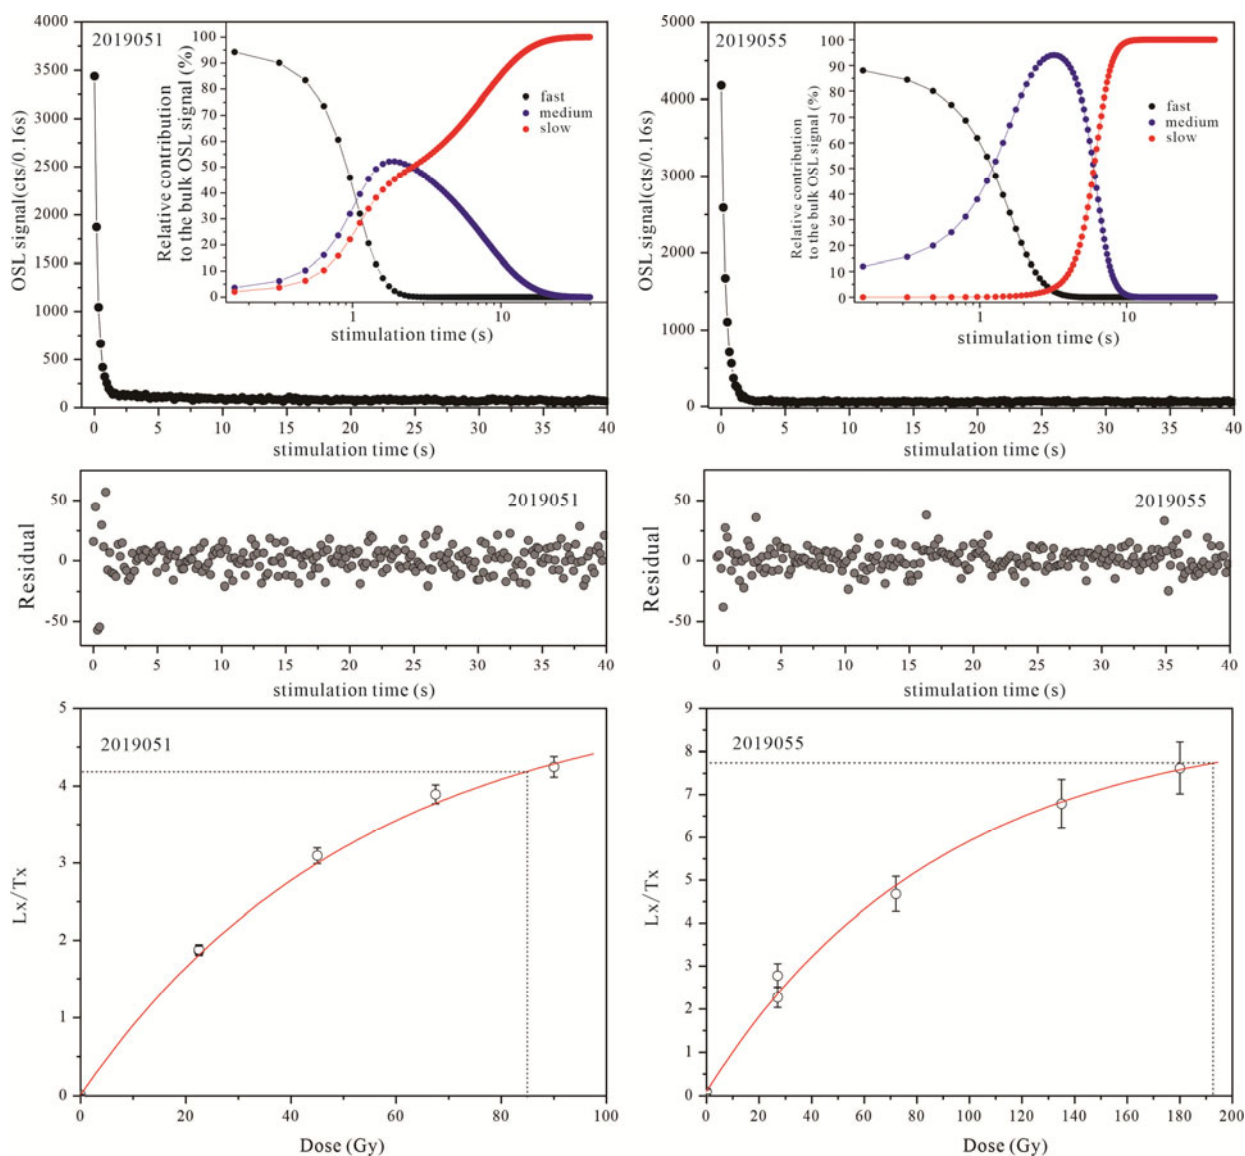 2019051
OSL signal(cts/0.16s)
4000
3500
3000
2500
2000
1500
1000
500
0
0 5 10 15 20 25 30 35 40
stimulation time (s)
Relative contribution
to the bulk OSL signal (%)
100
90
80
70
60
50
40
30
20
10
0
fast
medium
slow
1 10
stimulation time (s)
2019055
OSL signal(cts/0.16s)
5000
4000
3000
2000
1000
0
0 5 10 15 20 25 30 35 40
stimulation time (s)
Relative contribution
to the bulk OSL signal (%)
100
90
80
70
60
50
40
30
20
10
0
fast
medium
slow
1 10
stimulation time (s)
2019051
Residual
50
0
-50
0 5 10 15 20 25 30 35 40
stimulation time (s)
2019055
Residual
50
0
-50
0 5 10 15 20 25 30 35 40
stimulation time (s)
2019051
Lx/Tx
5
4
3
2
1
0
0 20 40 60 80 100
Dose (Gy)
2019055
Lx/Tx
9
8
7
6
5
4
3
2
1
0
0 20 40 60 80 100 120 140 160 180 200
Dose (Gy)